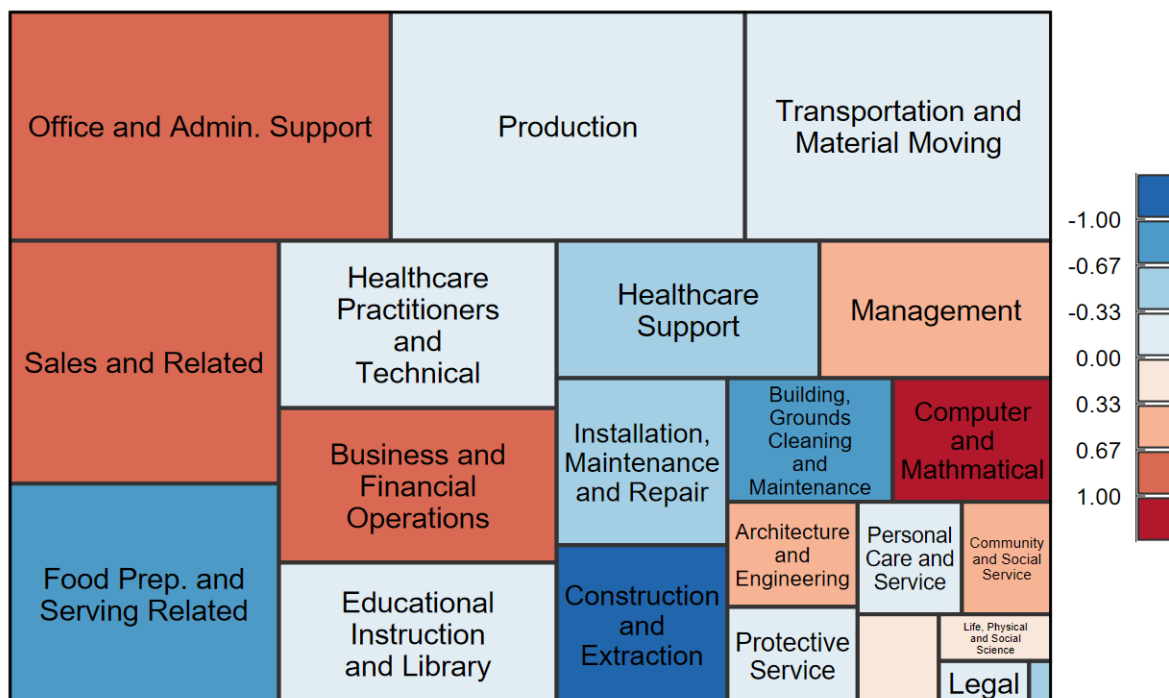 Office and Admin. Support
Production
Transportation and
Material Moving
Sales and Related
Healthcare
Practitioners
and
Technical
Healthcare
Support
Management
Business and
Financial
Operations
Installation,
Maintenance
and Repair
Building,
Grounds
Cleaning
and
Maintenance
Computer
and
Mathmatical
Food Prep. and
Serving Related
Educational
Instruction
and Library
Construction
and
Extraction
Architecture
and
Engineering
Personal
Care and
Service
Community
and Social
Service
Protective
Service
Life, Physical
and Social
Science
Legal
-1.00
-0.67
-0.33
0.00
0.33
0.67
1.00